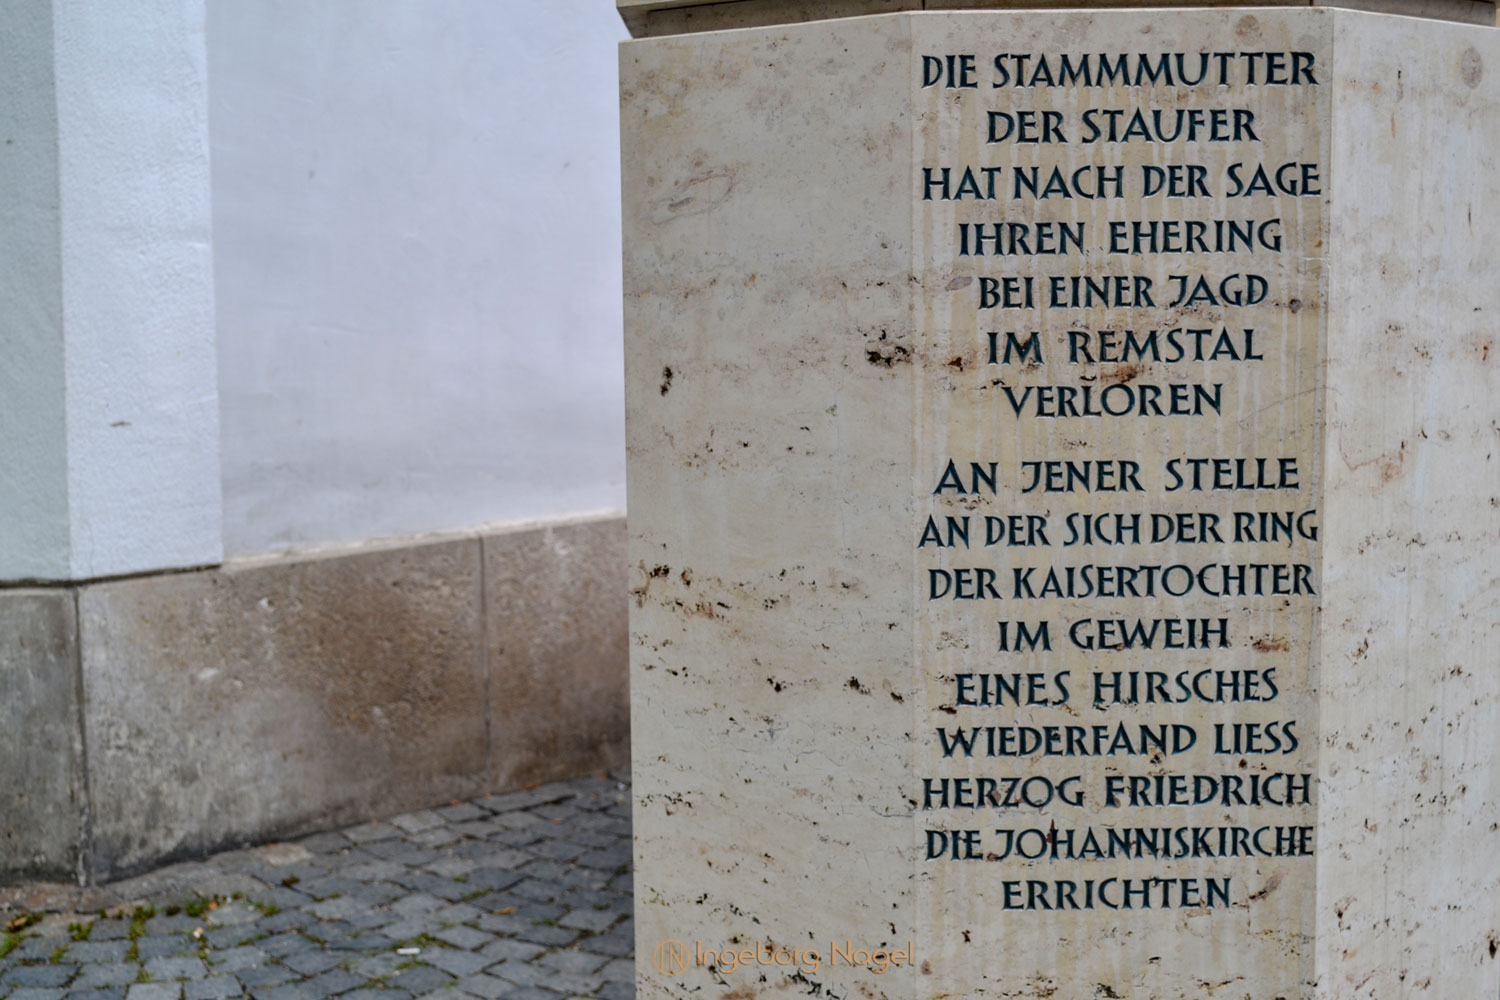 DIE STAMMMUTTER
DER STAUFER
HAT NACH DER SAGE
IHREN EHERING
BEI EINER JAGD
IM REMSTAL
VERLOREN
AN JENER STELLE
AN DER SICH DER RING
DER KAISERTOCHTER
IM GEWEIH
EINES HIRSCHES
WIEDERFAND LIESS
HERZOG FRIEDRICH
DIE JOHANNISKIRCHE
ERRICHTEN
IN Ingeborg Nagel